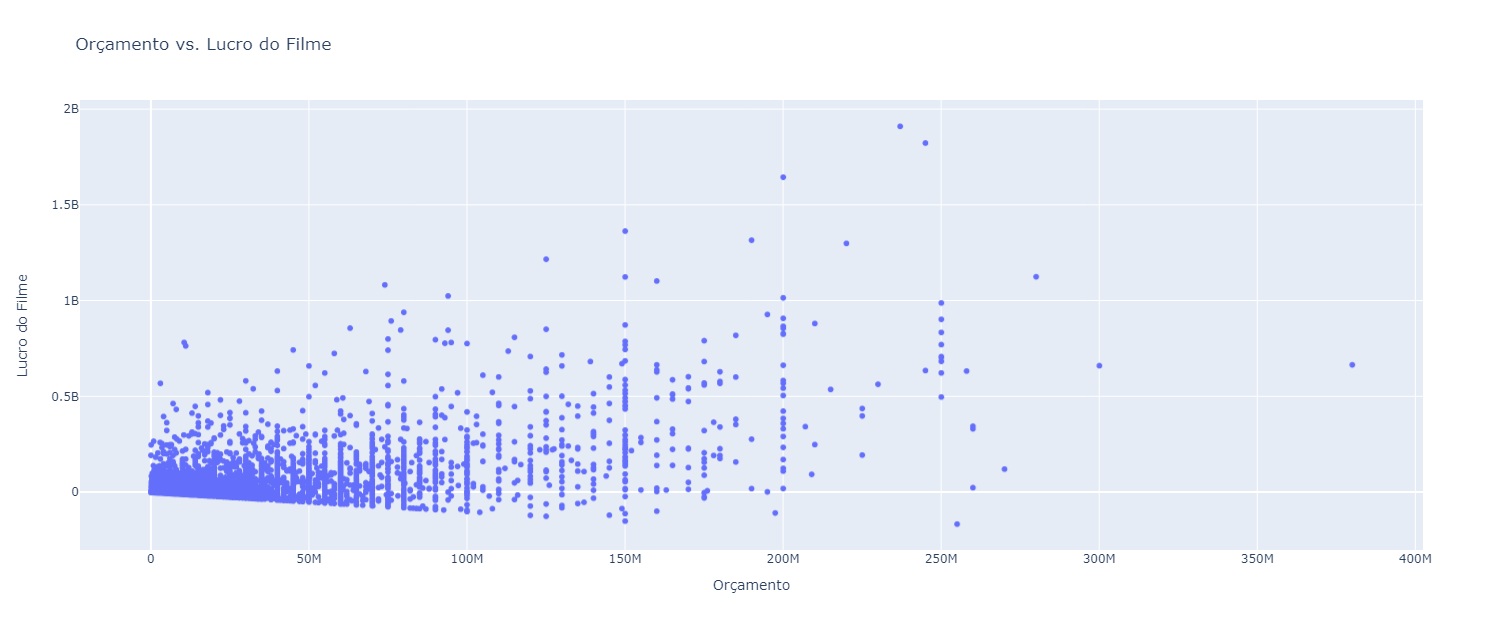 Orçamento vs. Lucro do Filme
2B
1.5B
1B
0.5B
0
Lucro do Filme
0 50M 100M 150M 200M 250M 300M 350M 400M
Orçamento